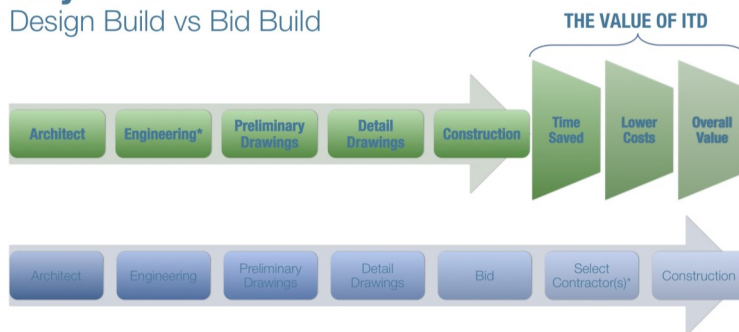 Design Build vs Bid Build
THE VALUE OF ITD
Architect
Engineering*
Preliminary
Drawings
Detail
Drawings
Construction
Time
Saved
Lower
Costs
Overall
Value
Architect
Engineering
Preliminary
Drawings
Detail
Drawings
Bid
Select
Contractor(s)*
Construction